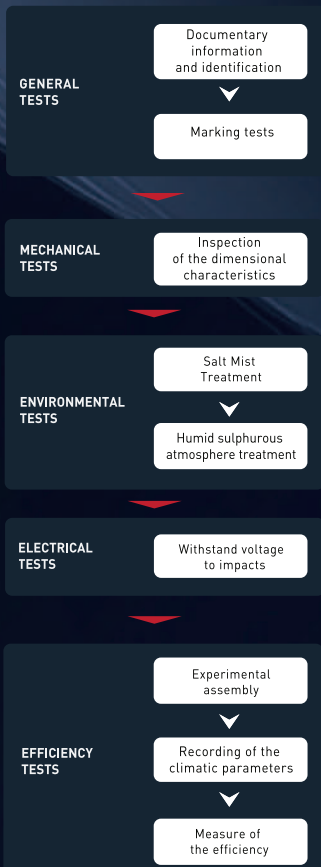 GENERAL
TESTS
Documentary
information
and identification
Marking tests
MECHANICAL
TESTS
Inspection
of the dimensional
characteristics
ENVIRONMENTAL
TESTS
Salt Mist
Treatment
Humid sulphurous
atmosphere treatment
ELECTRICAL
TESTS
Withstand voltage
to impacts
EFFICIENCY
TESTS
Experimental
assembly
Recording of the
climatic parameters
Measure of
the efficiency